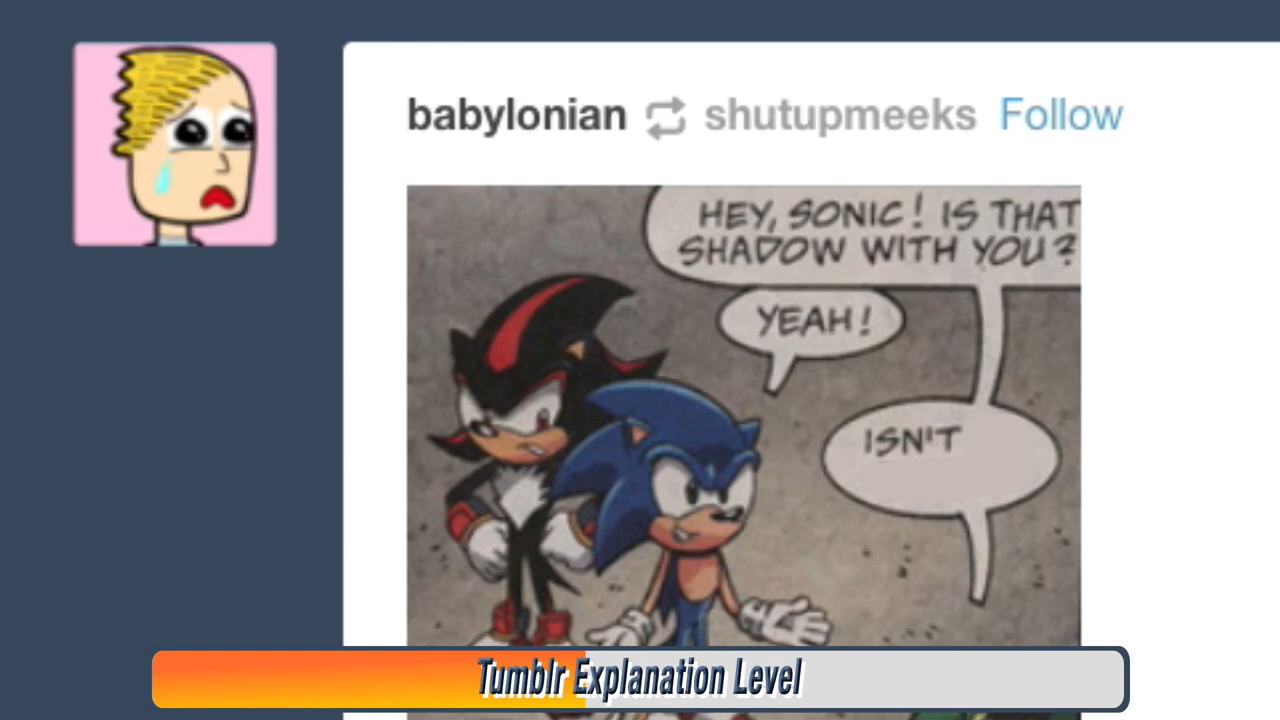 babylonian shutupmeeks Follow
HEY, SONIC! IS THAT
SHADOW WITH YOU?
YEAH!
ISN'T
Tumblr Explanation Level